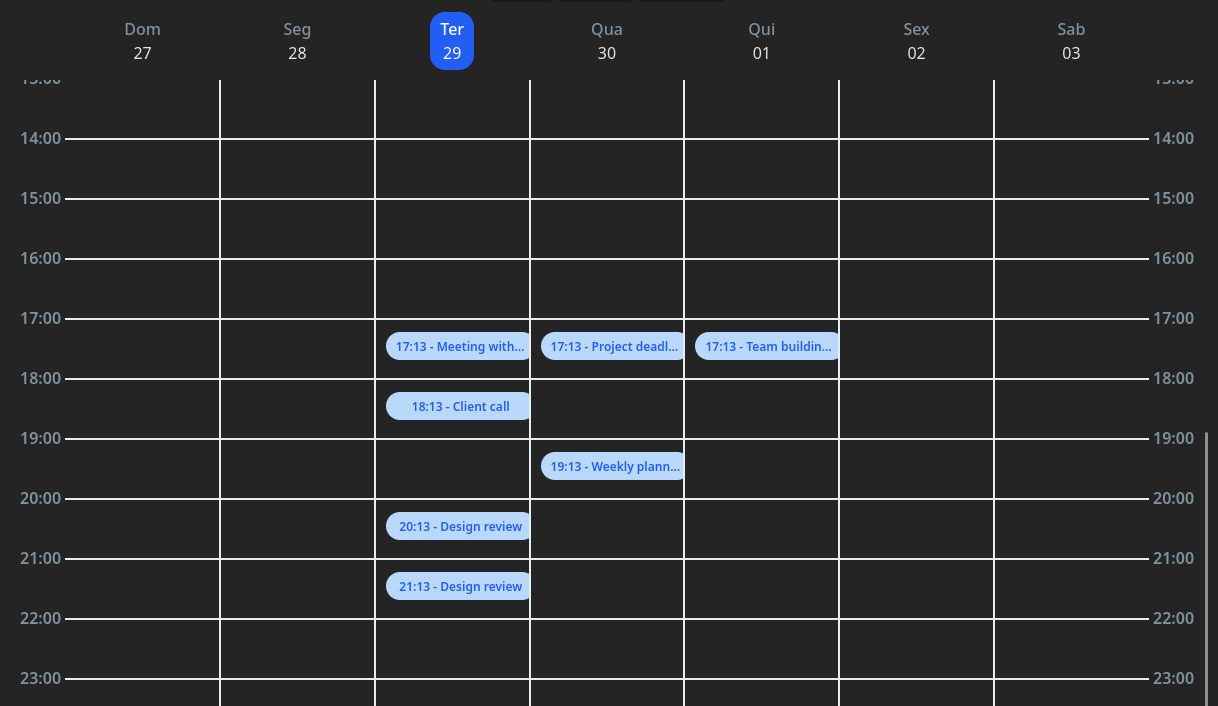 Dom Seg Ter Qua Qui Sex Sab
27 28 29 30 01 02 03
14:00 14:00
15:00 15:00
16:00 16:00
17:00 17:00
17:13 - Meeting with... 17:13 - Project deadl... 17:13 - Team buildin...
18:00 18:00
18:13 - Client call
19:00 19:00
19:13 - Weekly plann...
20:00 20:00
20:13 - Design review
21:00 21:00
21:13 - Design review
22:00 22:00
23:00 23:00